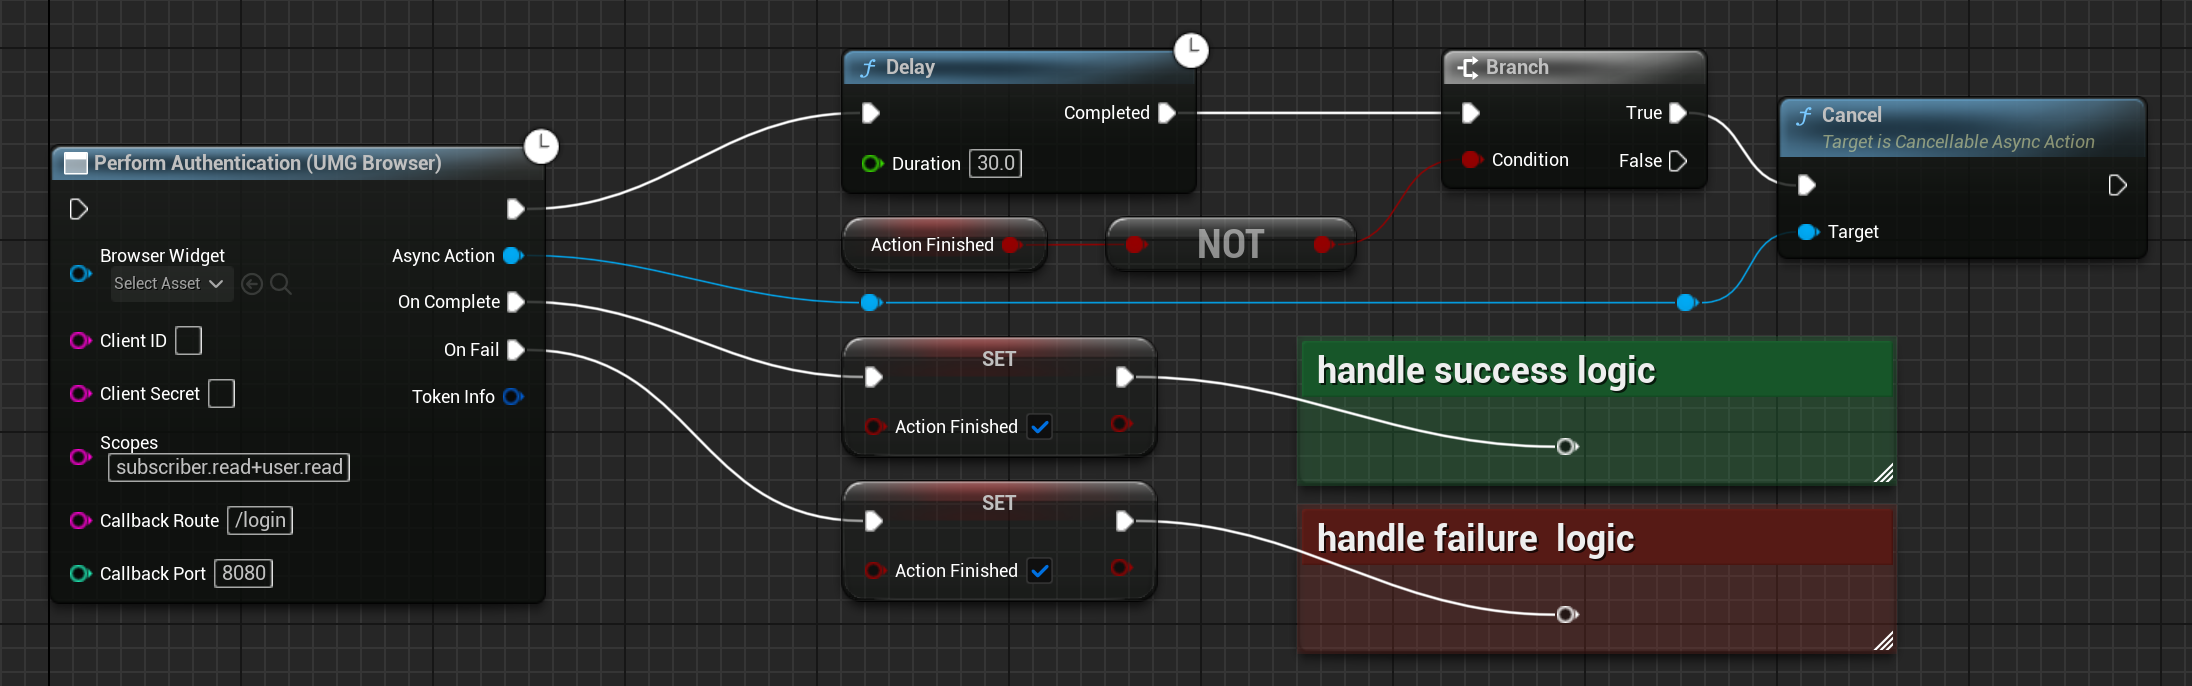 Perform Authentication (UMG Browser)
Browser Widget
Select Asset
Client ID
Client Secret
Scopes
subscriber.read+user.read
Callback Route /login
Callback Port 8080
Async Action
On Complete
On Fail
Token Info
f Delay
Completed
Duration 30.0
Action Finished
NOT
Branch
True
Condition
False
f Cancel
Target is Cancellable Async Action
Target
SET
Action Finished
SET
Action Finished
handle success logic
handle failure  logic